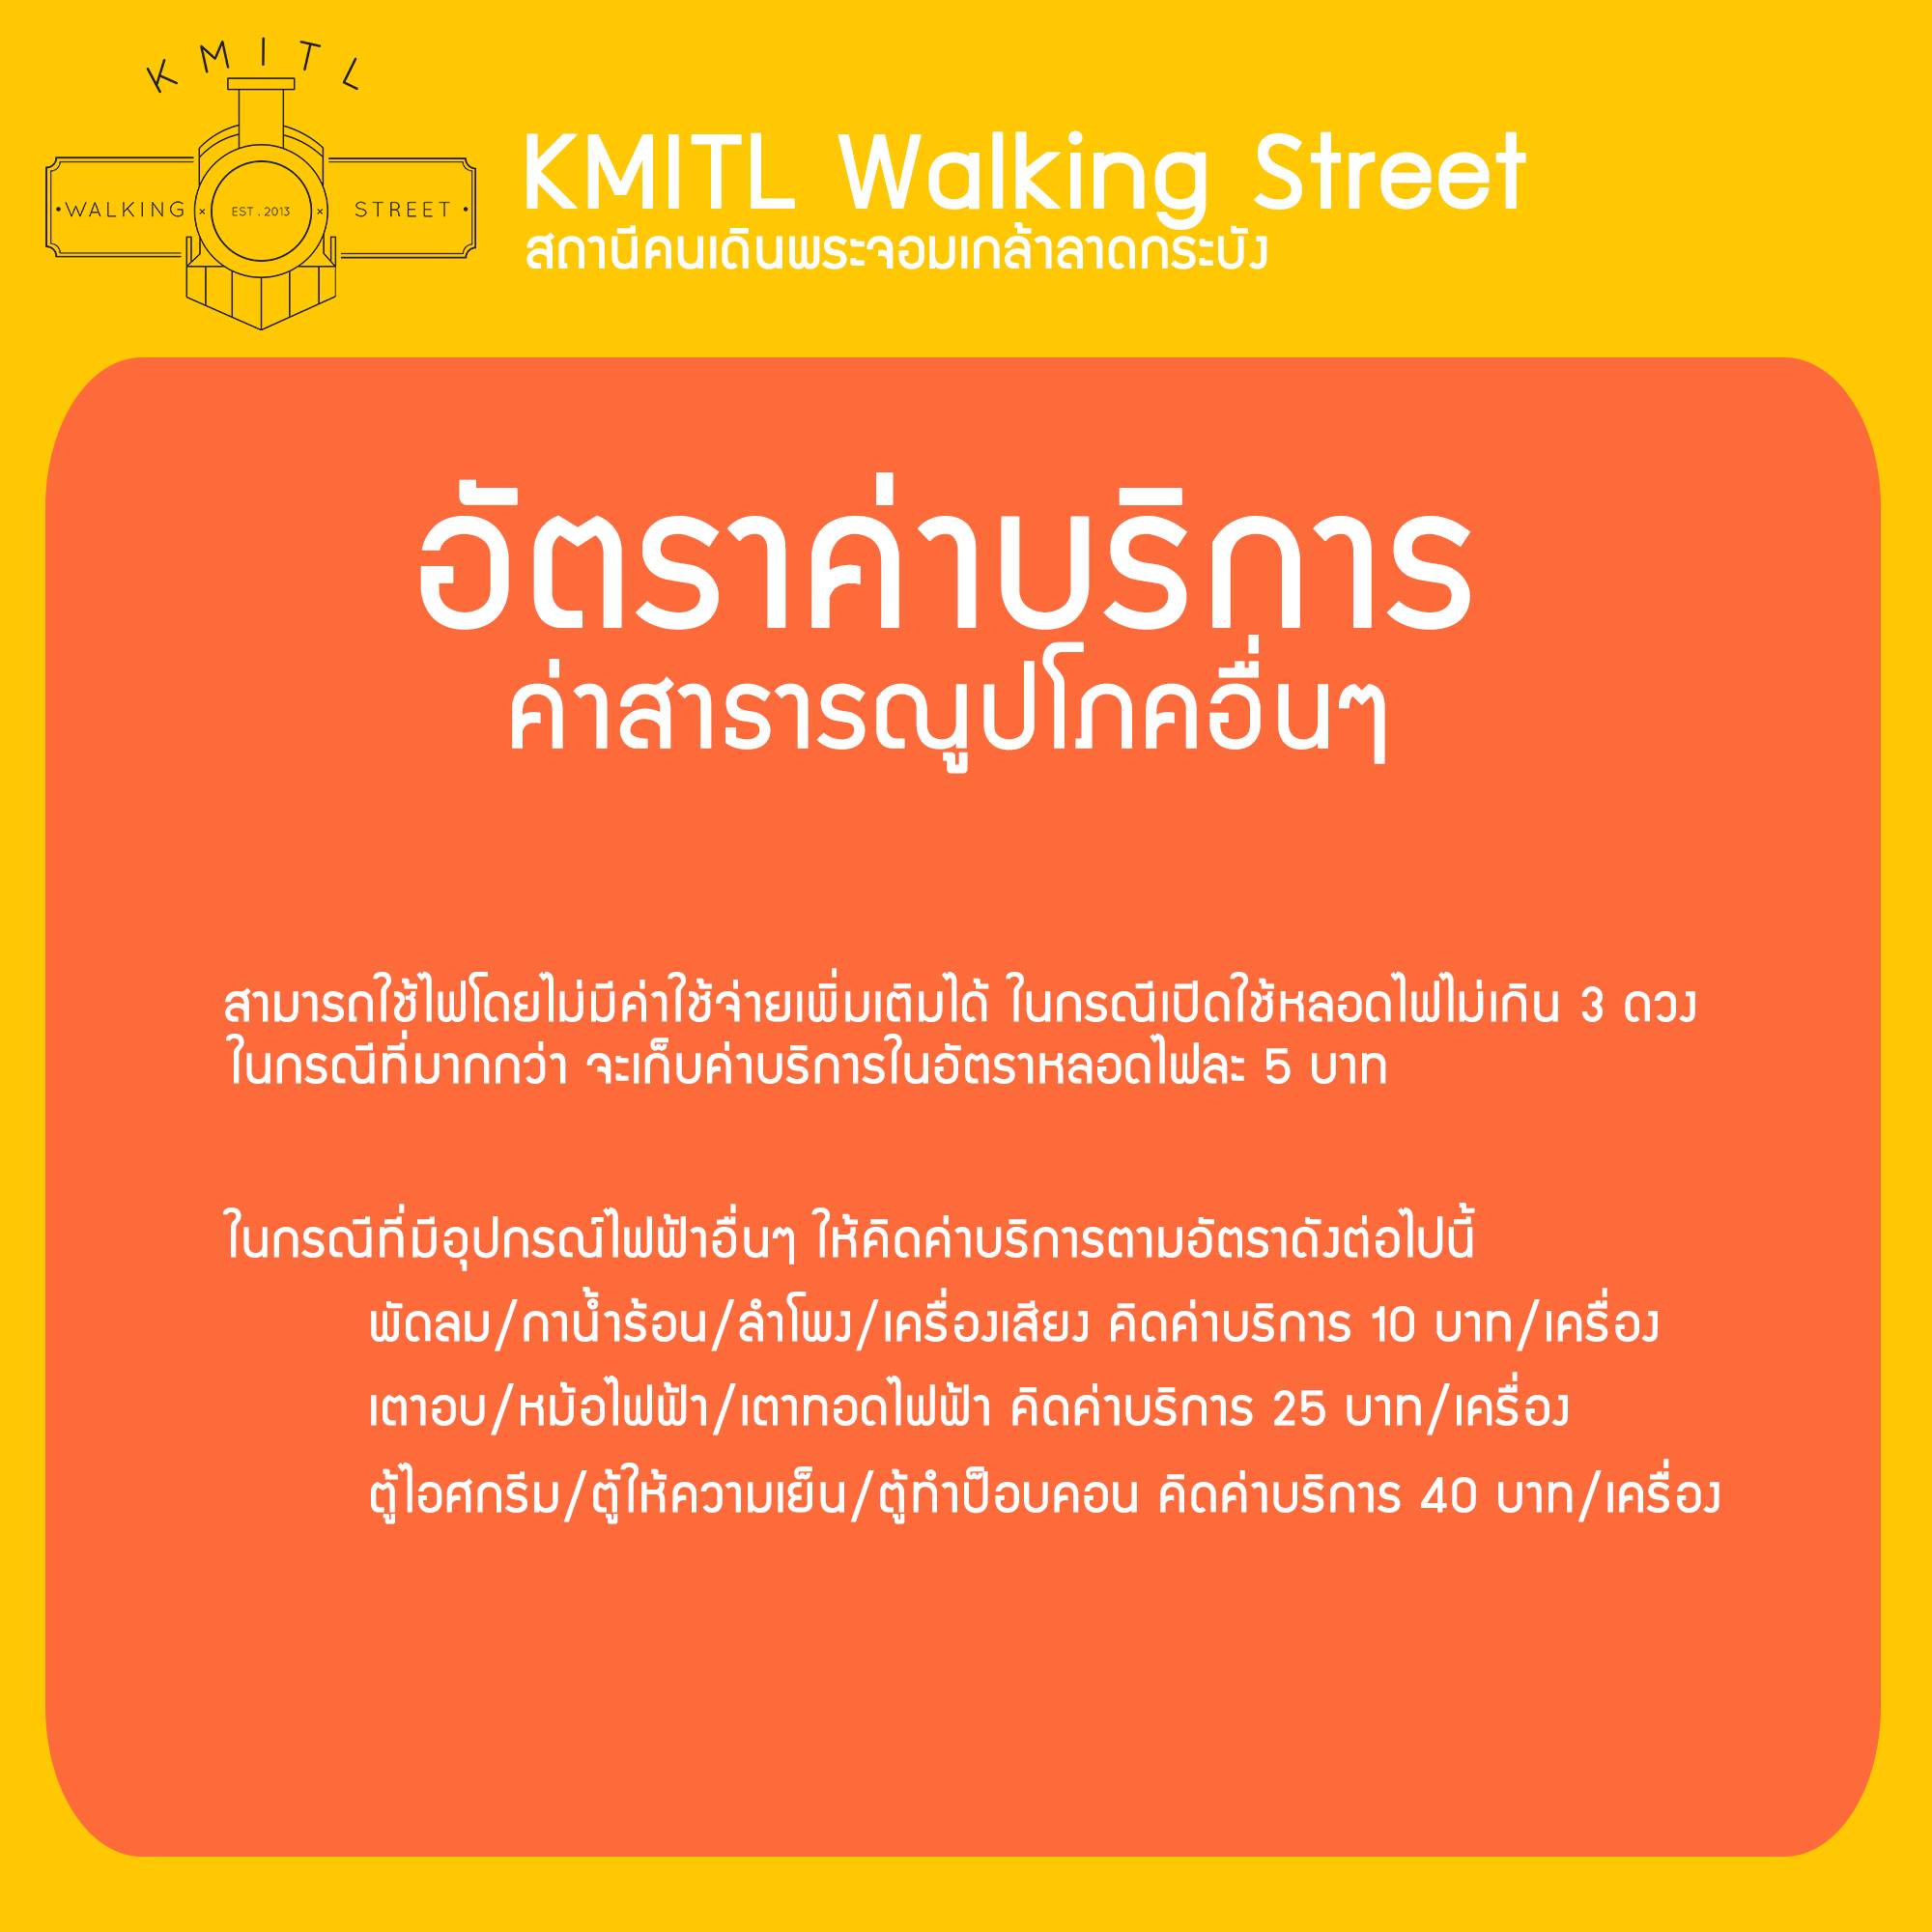 KMITL
WALKING
EST . 2013
STREET
KMITL Walking Street
สถานีคนเดินพระจอมเกล้าลาดกระบัง
อัตราค่าบริการ
ค่าสาธารณูปโภคอื่นๆ
สามารถใช้ไฟโดยไม่มีค่าใช้จ่ายเพิ่มเติมได้ ในกรณีเปิดใช้หลอดไฟไม่เกิน 3 ดวง
ในกรณีที่มากกว่า จะเก็บค่าบริการในอัตราหลอดไฟละ 5 บาท
ในกรณีที่มีอุปกรณ์ไฟฟ้าอื่นๆ ให้คิดค่าบริการตามอัตราดังต่อไปนี้
พัดลม/กาน้ำร้อน/ลำโพง/เครื่องเสียง คิดค่าบริการ 10 บาท/เครื่อง
เตาอบ/หม้อไฟฟ้า/เตาทอดไฟฟ้า คิดค่าบริการ 25 บาท/เครื่อง
ตู้ไอศกรีม/ตู้ให้ความเย็น/ตู้ทำป๊อบคอน คิดค่าบริการ 40 บาท/เครื่อง